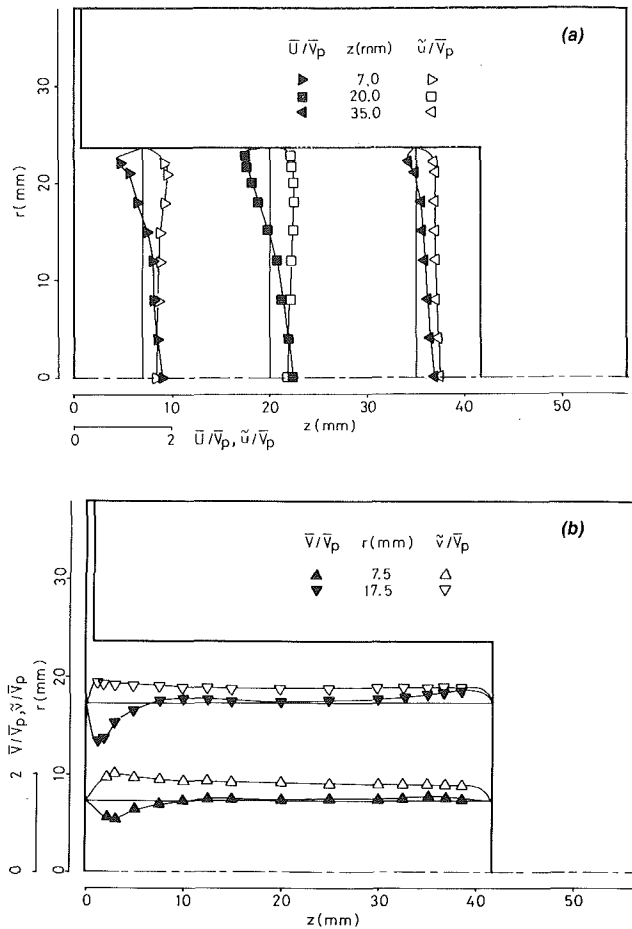 (a)
Ū/V̄p z(mm) ũ/V̄p
7.0
20.0
35.0
30
20
10
0
r(mm)
0 10 20 30 40 50
z(mm)
0 2 Ū/V̄p, ũ/V̄p
(b)
V̄/V̄p r(mm) ṽ/V̄p
7.5
17.5
30
20
10
0
r(mm)
2
0
V̄/V̄p, ṽ/V̄p
0 10 20 30 40 50
z(mm)